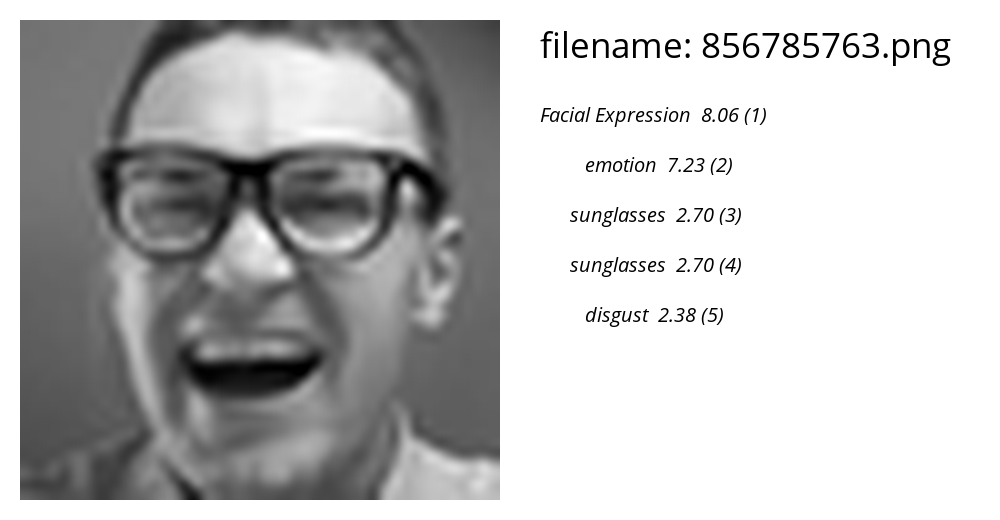 filename: 856785763.png
Facial Expression 8.06 (1)
emotion 7.23 (2)
sunglasses 2.70 (3)
sunglasses 2.70 (4)
disgust 2.38 (5)